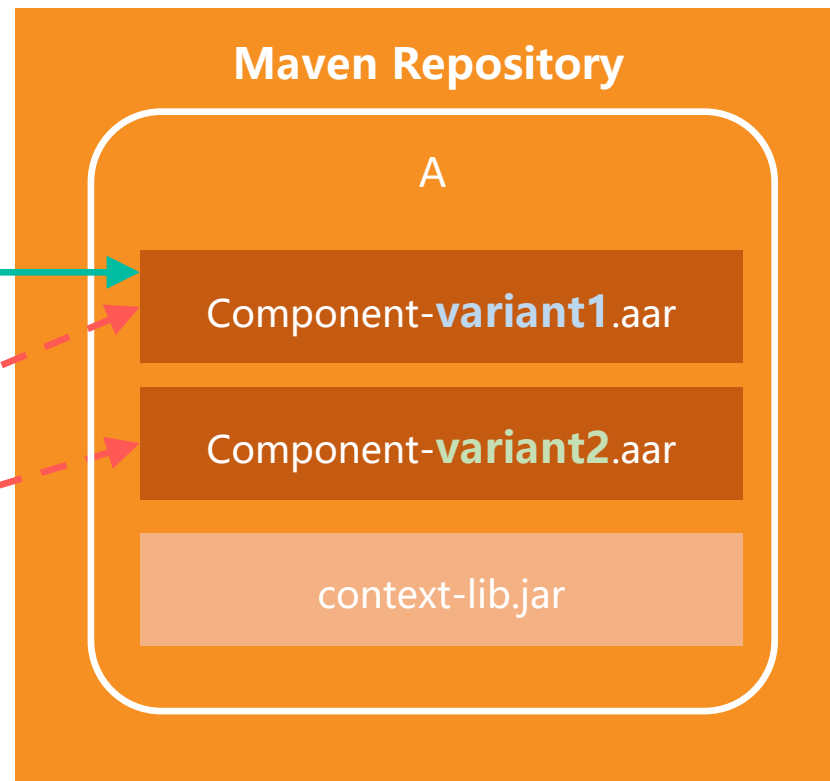 Maven Repository
A
Component-variant1.aar
Component-variant2.aar
context-lib.jar